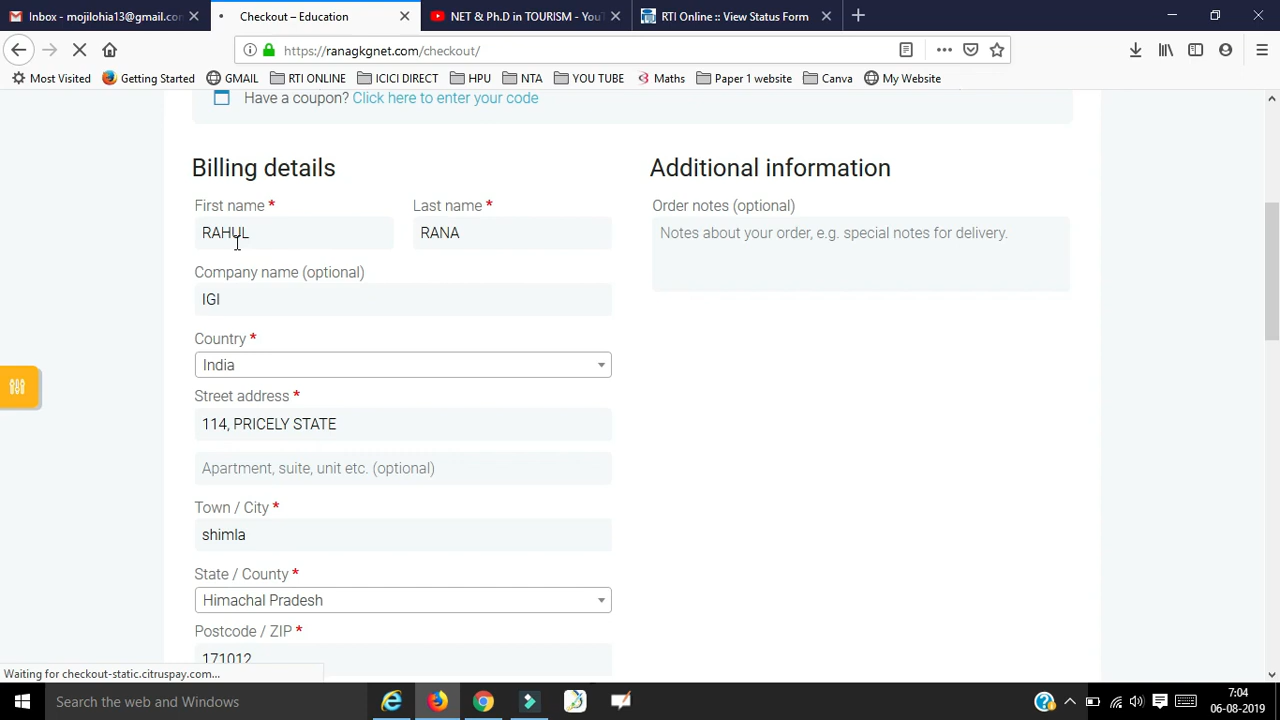 Inbox - mojilohia13@gmail.com
Checkout – Education
NET & Ph.D in TOURISM - You
RTI Online :: View Status Form
https://ranagkgnet.com/checkout/
Most Visited
Getting Started
GMAIL
RTI ONLINE
ICICI DIRECT
HPU
NTA
YOU TUBE
Maths
Paper 1 website
Canva
My Website
Have a coupon? Click here to enter your code
Billing details
Additional information
First name *
Last name *
Order notes (optional)
RAHUL
RANA
Notes about your order, e.g. special notes for delivery.
Company name (optional)
IGI
Country *
India
Street address *
114, PRICELY STATE
Apartment, suite, unit etc. (optional)
Town / City *
shimla
State / County *
Himachal Pradesh
Postcode / ZIP *
171012
Waiting for checkout-static.citruspay.com...
Search the web and Windows
7:04
06-08-2019